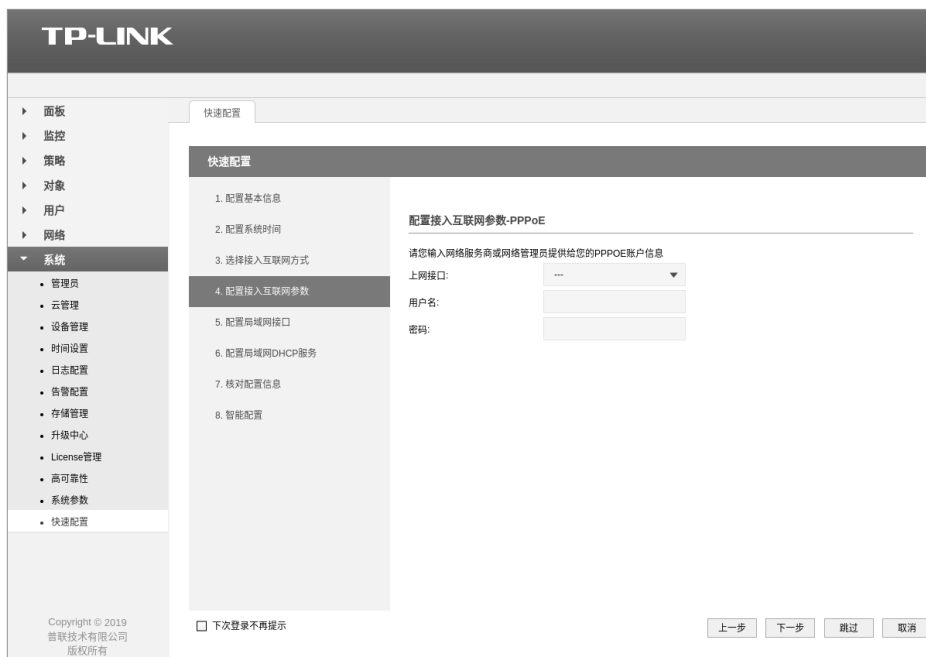 TP-LINK
面板
监控
策略
对象
用户
网络
系统
管理员
云管理
设备管理
时间设置
日志配置
告警配置
存储管理
升级中心
License管理
高可靠性
系统参数
快速配置
Copyright © 2019
普联技术有限公司
版权所有
快速配置
快速配置
1. 配置基本信息
2. 配置系统时间
3. 选择接入互联网方式
4. 配置接入互联网参数
5. 配置局域网接口
6. 配置局域网DHCP服务
7. 核对配置信息
8. 智能配置
配置接入互联网参数-PPPoE
请您输入网络服务商或网络管理员提供给您的PPPOE账户信息
上网接口: ---
用户名:
密码:
下次登录不再提示
上一步 下一步 跳过 取消